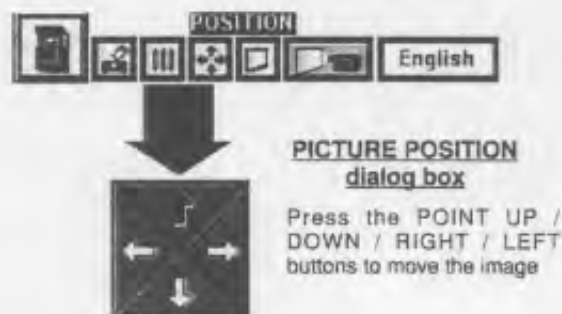 POSITION
English
PICTURE POSITION
dialog box
Press the POINT UP /
DOWN / RIGHT / LEFT
buttons to move the image